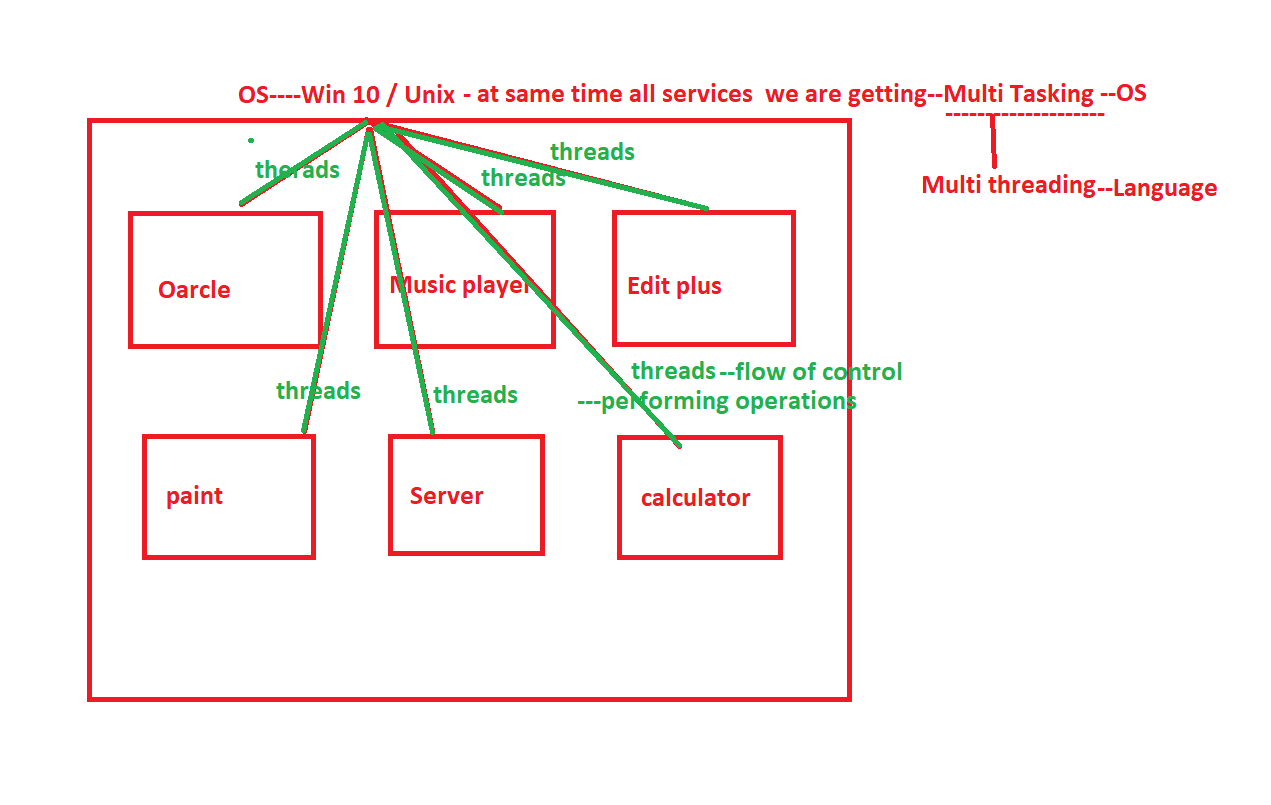 OS----Win 10 / Unix - at same time all services we are getting--Multi Tasking --OS
Multi threading--Language
threads
therads
threads
Oarcle
Music player
Edit plus
threads --flow of control
---performing operations
threads
threads
paint
Server
calculator